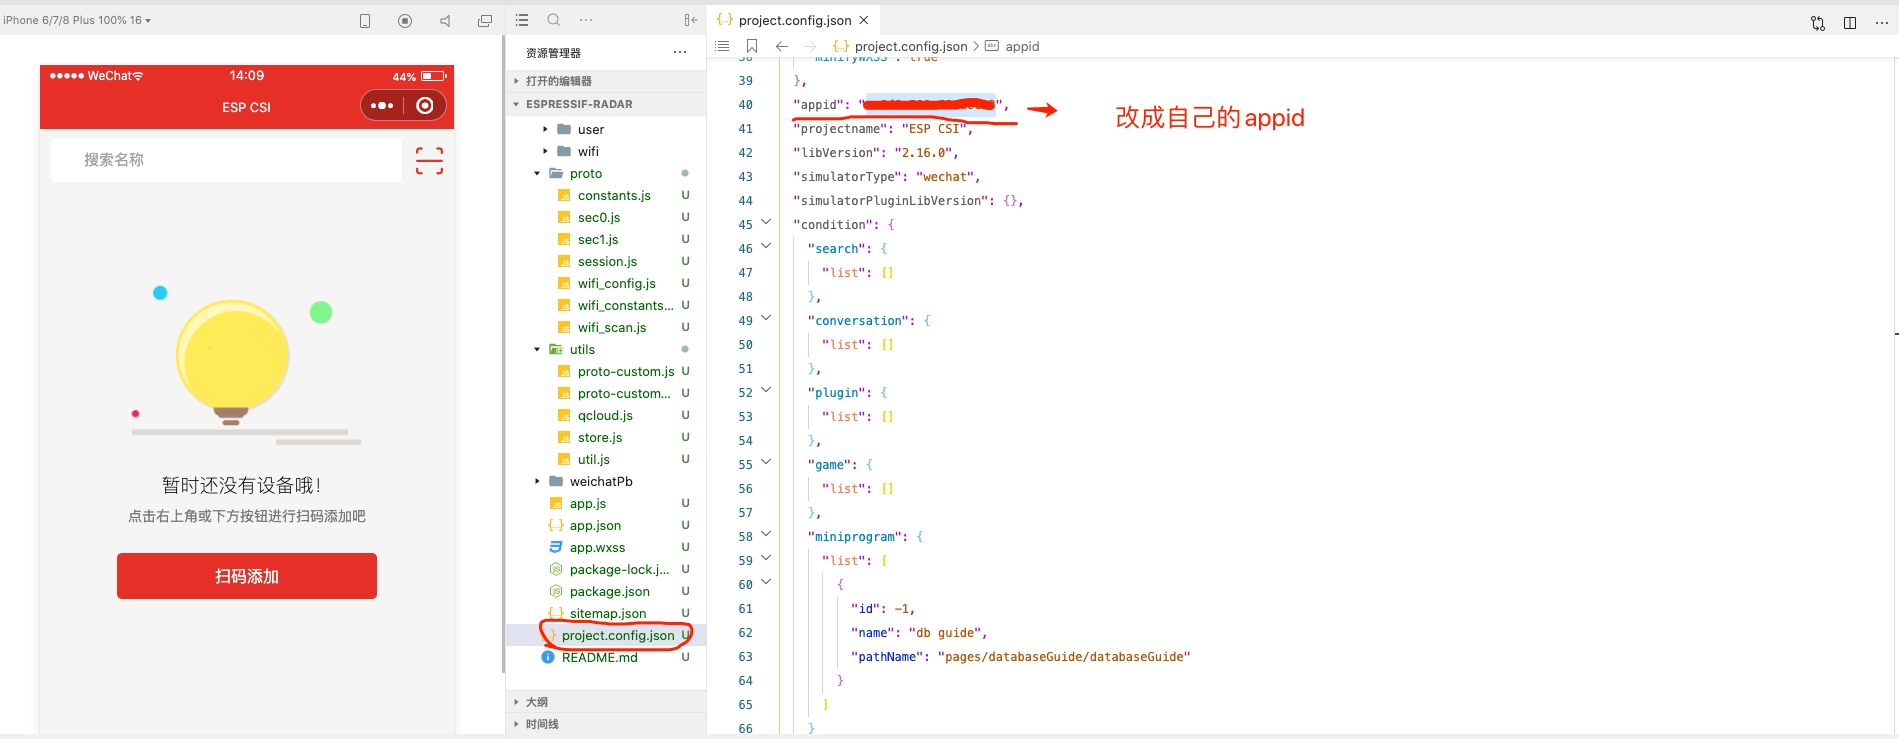 iPhone 6/7/8 Plus 100% 16
WeChat
14:09
44%
ESP CSI
搜索名称
暂时还没有设备哦!
点击右上角或下方按钮进行扫码添加吧
扫码添加
资源管理器
打开的编辑器
ESPRESSIF-RADAR
user
wifi
proto
constants.js U
sec0.js U
sec1.js U
session.js U
wifi_config.js U
wifi_constants... U
wifi_scan.js U
utils
proto-custom.js U
proto-custom... U
qcloud.js U
store.js U
util.js U
weichatPb
app.js U
app.json U
app.wxss U
package-lock.j... U
package.json U
sitemap.json U
project.config.json U
README.md U
大纲
时间线
{..} project.config.json
{..} project.config.json > appid
38 "minifyWXSS": true
39 },
40 "appid": "
",
改成自己的appid
41 "projectname": "ESP CSI",
42 "libVersion": "2.16.0",
43 "simulatorType": "wechat",
44 "simulatorPluginLibVersion": {},
45 "condition": {
46 "search": {
47 "list": []
48 },
49 "conversation": {
50 "list": []
51 },
52 "plugin": {
53 "list": []
54 },
55 "game": {
56 "list": []
57 },
58 "miniprogram": {
59 "list": [
60 {
61 "id": -1,
62 "name": "db guide",
63 "pathName": "pages/databaseGuide/databaseGuide"
64 }
65 ]
66 }